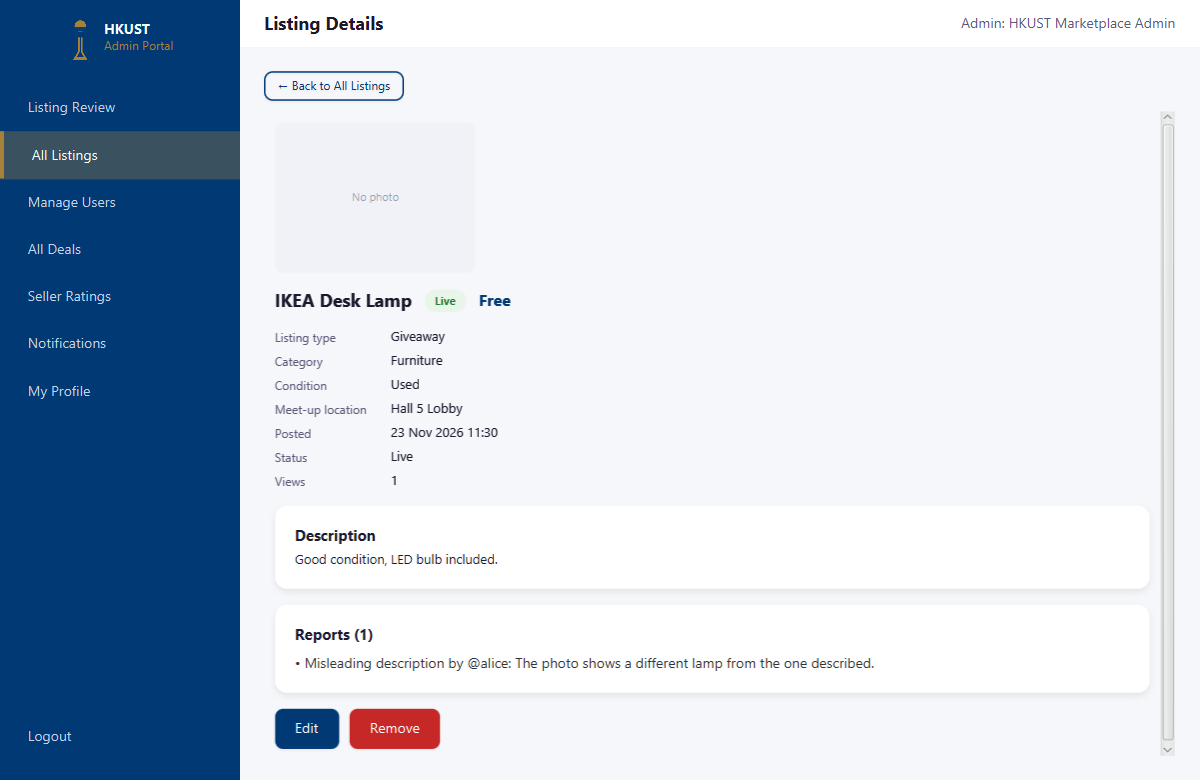 HKUST
Admin Portal
Listing Review
All Listings
Manage Users
All Deals
Seller Ratings
Notifications
My Profile
Logout
Listing Details
Admin: HKUST Marketplace Admin
← Back to All Listings
No photo
IKEA Desk Lamp Live Free
Listing type Giveaway
Category Furniture
Condition Used
Meet-up location Hall 5 Lobby
Posted 23 Nov 2026 11:30
Status Live
Views 1
Description
Good condition, LED bulb included.
Reports (1)
• Misleading description by @alice: The photo shows a different lamp from the one described.
Edit Remove